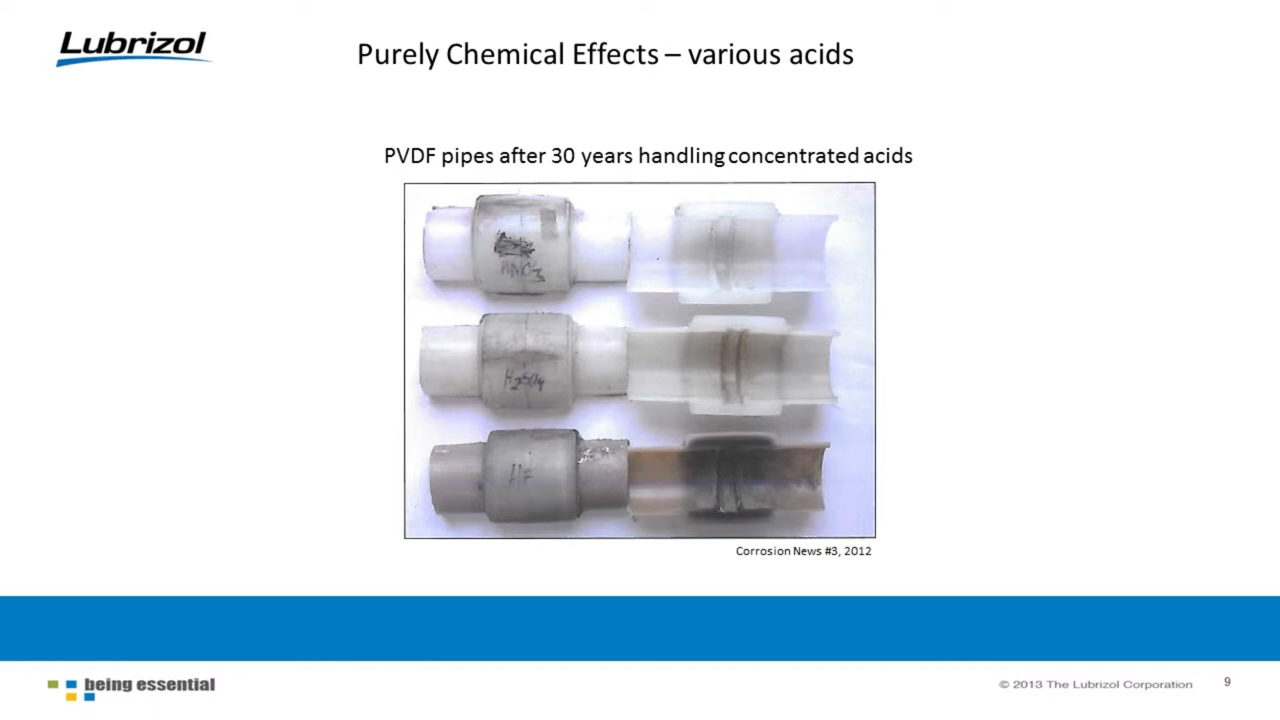 Lubrizol
Purely Chemical Effects – various acids
PVDF pipes after 30 years handling concentrated acids
HNO3
H2SO4
HF
Corrosion News #3, 2012
being essential
© 2013 The Lubrizol Corporation
9